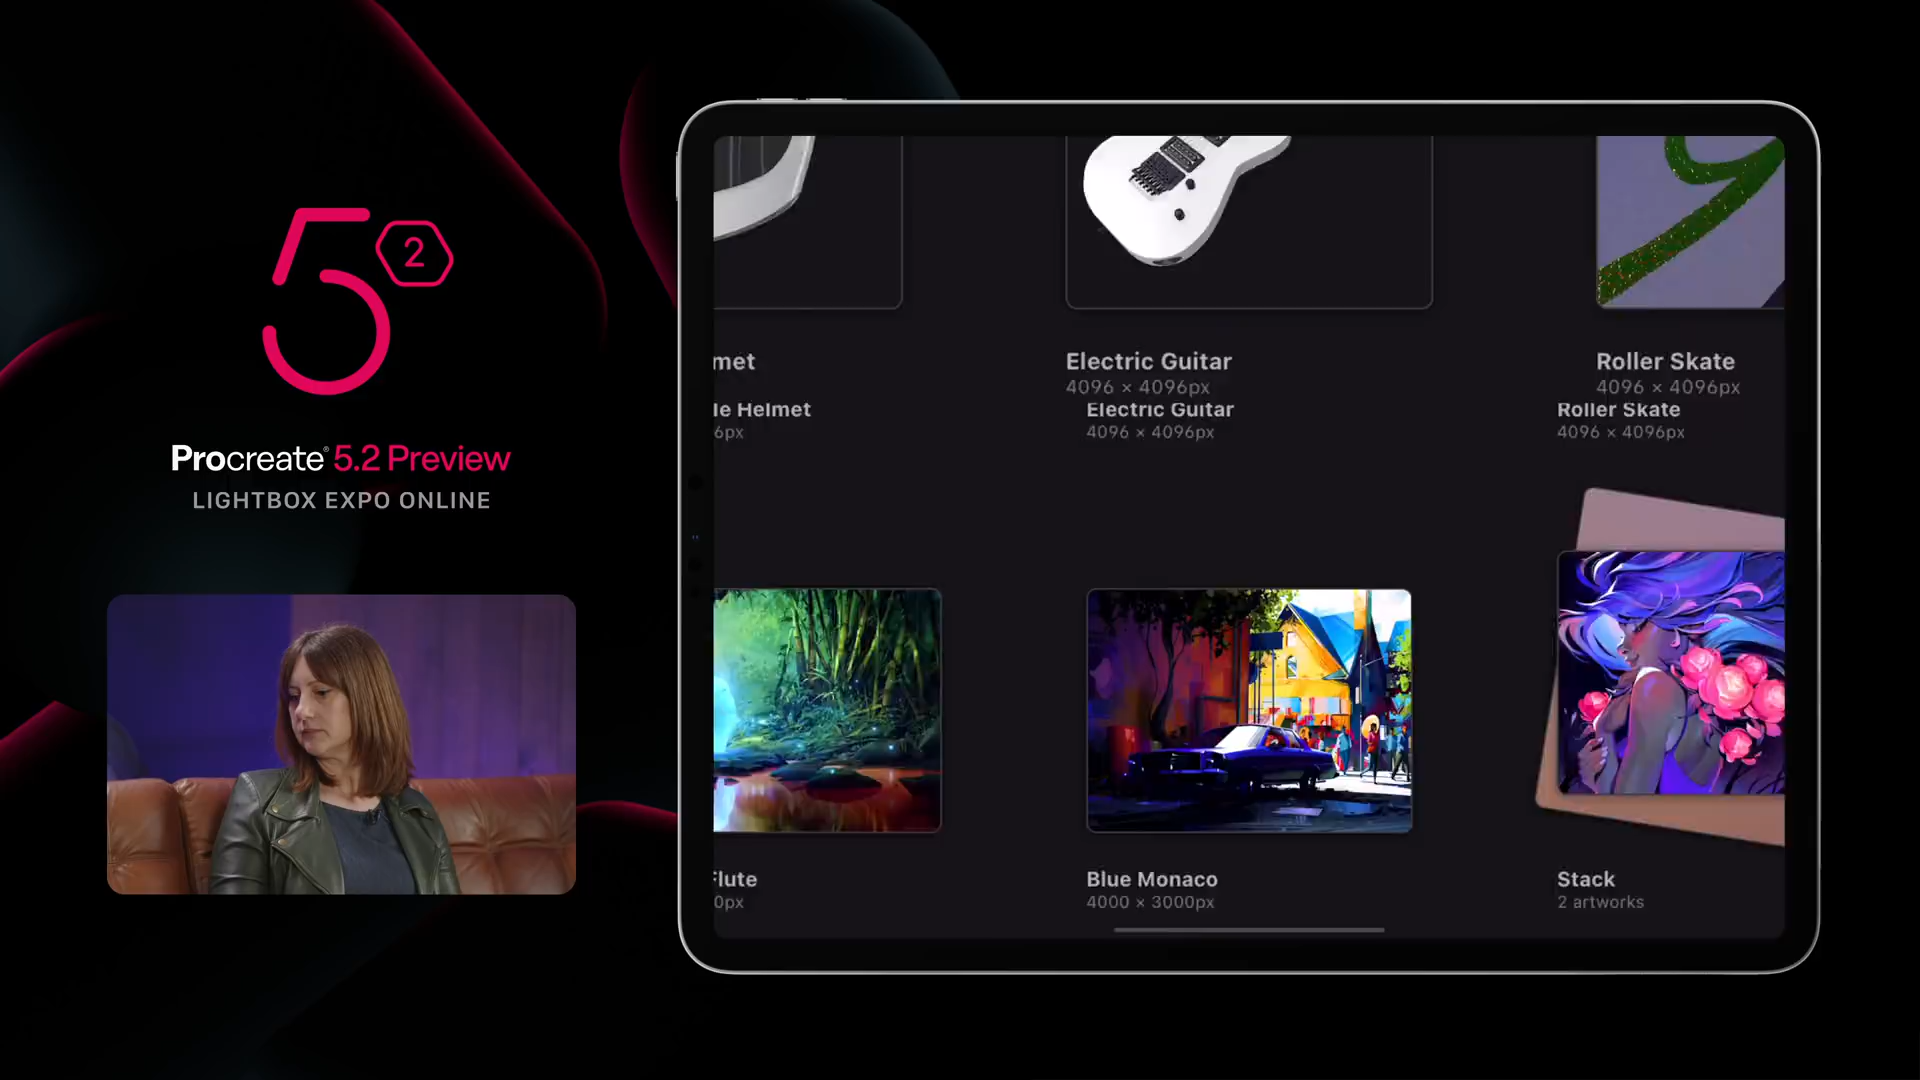 5 2
Procreate® 5.2 Preview
LIGHTBOX EXPO ONLINE
met
Electric Guitar
4096 × 4096px
Roller Skate
4096 × 4096px
le Helmet
6px
Electric Guitar
4096 × 4096px
Roller Skate
4096 × 4096px
Flute
0px
Blue Monaco
4000 × 3000px
Stack
2 artworks